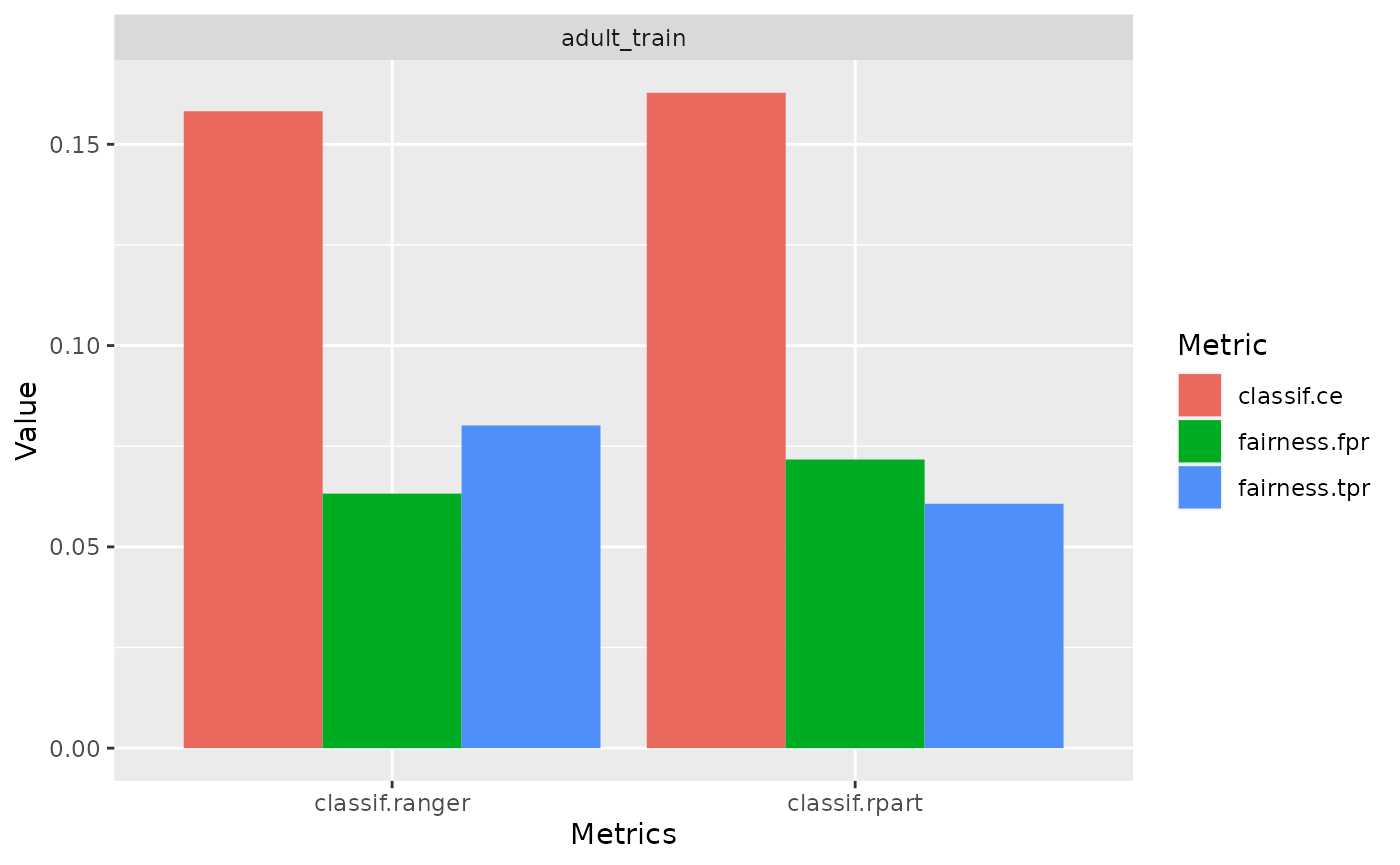 adult_train
0.15
0.10
0.05
0.00
Value
classif.ranger
classif.rpart
Metrics
Metric
classif.ce
fairness.fpr
fairness.tpr